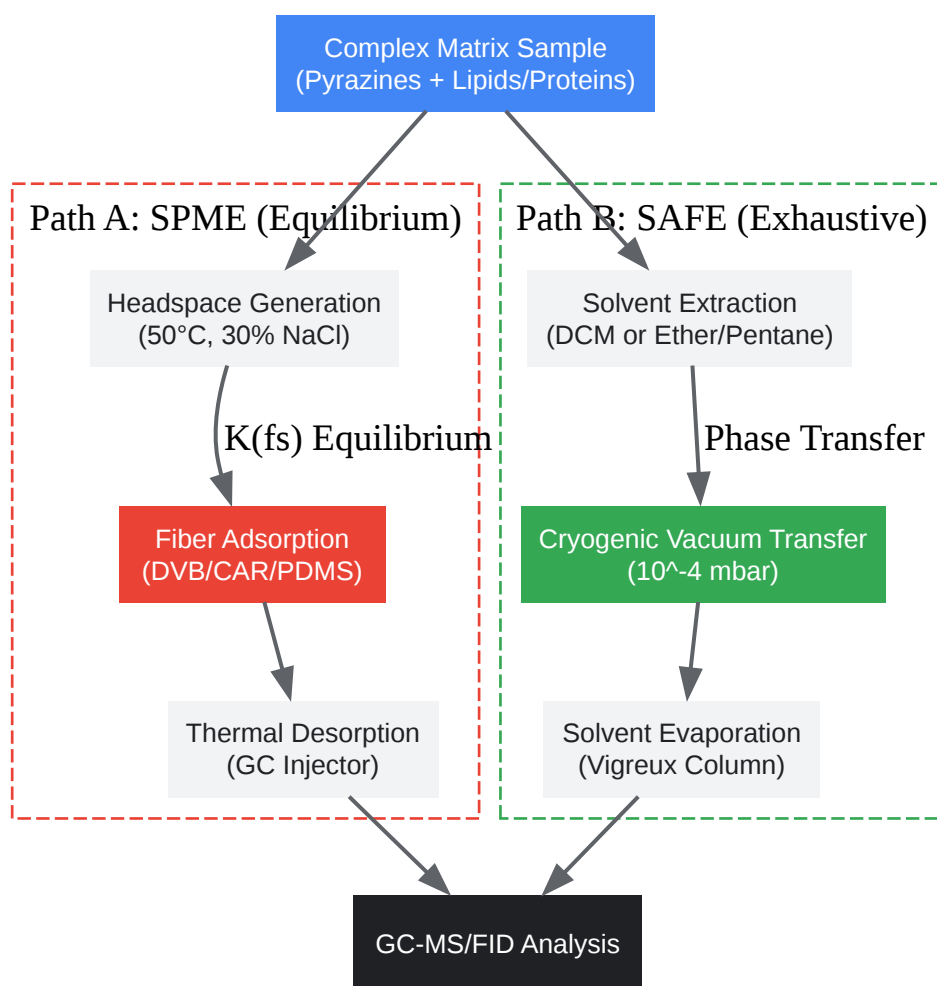 Complex Matrix Sample
(Pyrazines + Lipids/Proteins)
Path A: SPME (Equilibrium)
Headspace Generation
(50°C, 30% NaCl)
K(fs) Equilibrium
Fiber Adsorption
(DVB/CAR/PDMS)
Thermal Desorption
(GC Injector)
Path B: SAFE (Exhaustive)
Solvent Extraction
(DCM or Ether/Pentane)
Phase Transfer
Cryogenic Vacuum Transfer
(10^-4 mbar)
Solvent Evaporation
(Vigreux Column)
GC-MS/FID Analysis